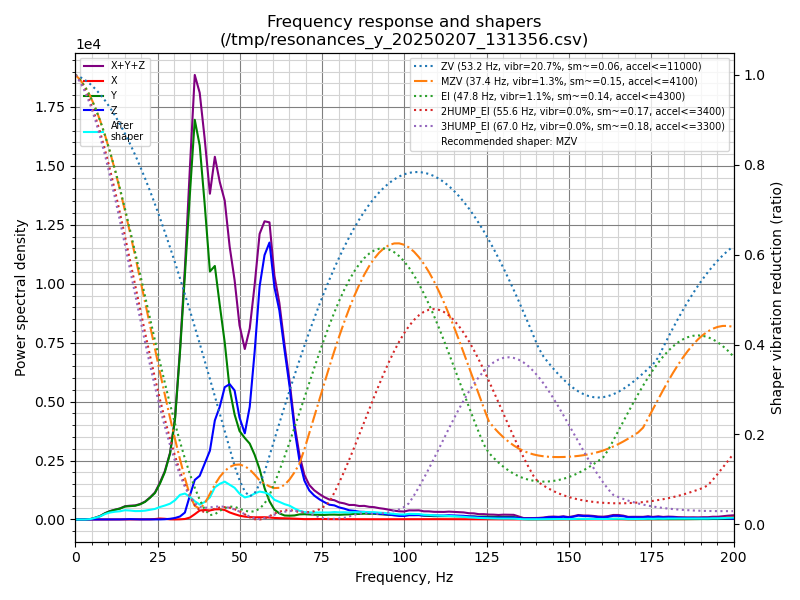 Frequency response and shapers
(/tmp/resonances_y_20250207_131356.csv)
1e4
X+Y+Z
X
Y
Z
After
shaper
ZV (53.2 Hz, vibr=20.7%, sm~=0.06, accel<=11000)
MZV (37.4 Hz, vibr=1.3%, sm~=0.15, accel<=4100)
EI (47.8 Hz, vibr=1.1%, sm~=0.14, accel<=4300)
2HUMP_EI (55.6 Hz, vibr=0.0%, sm~=0.17, accel<=3400)
3HUMP_EI (67.0 Hz, vibr=0.0%, sm~=0.18, accel<=3300)
Recommended shaper: MZV
Power spectral density
1.75
1.50
1.25
1.00
0.75
0.50
0.25
0.00
1.0
0.8
0.6
0.4
0.2
0.0
Shaper vibration reduction (ratio)
0 25 50 75 100 125 150 175 200
Frequency, Hz